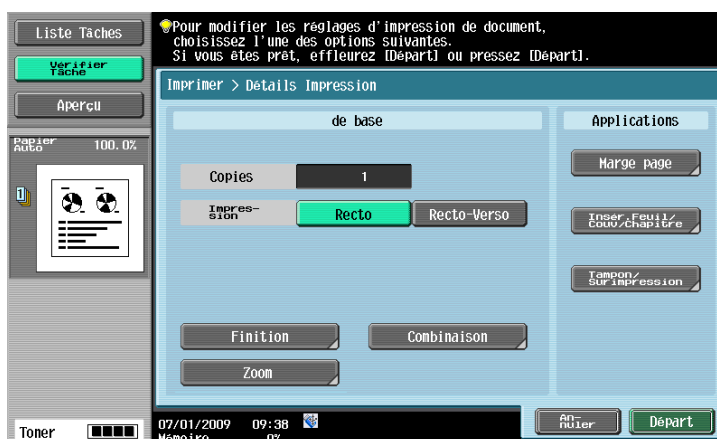 Liste Tâches
Vérifier
Tâche
Aperçu
Papier
Auto
100.0%
1
Toner
Pour modifier les réglages d'impression de document,
choisissez l'une des options suivantes.
Si vous êtes prêt, effleurez [Départ] ou pressez [Départ].
Imprimer > Détails Impression
de base
Copies
1
Impres-
sion
Recto
Recto-Verso
Finition
Combinaison
Zoom
Applications
Marge page
Insér.Feuil/
Couv/Chapitre
Tampon/
Surimpression
07/01/2009 09:38
Mémoire 0%
An-
nuler
Départ